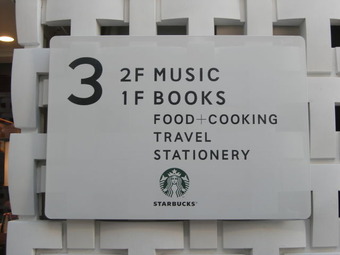 3
2F MUSIC
1F BOOKS
FOOD+COOKING
TRAVEL
STATIONERY
STARBUCKS